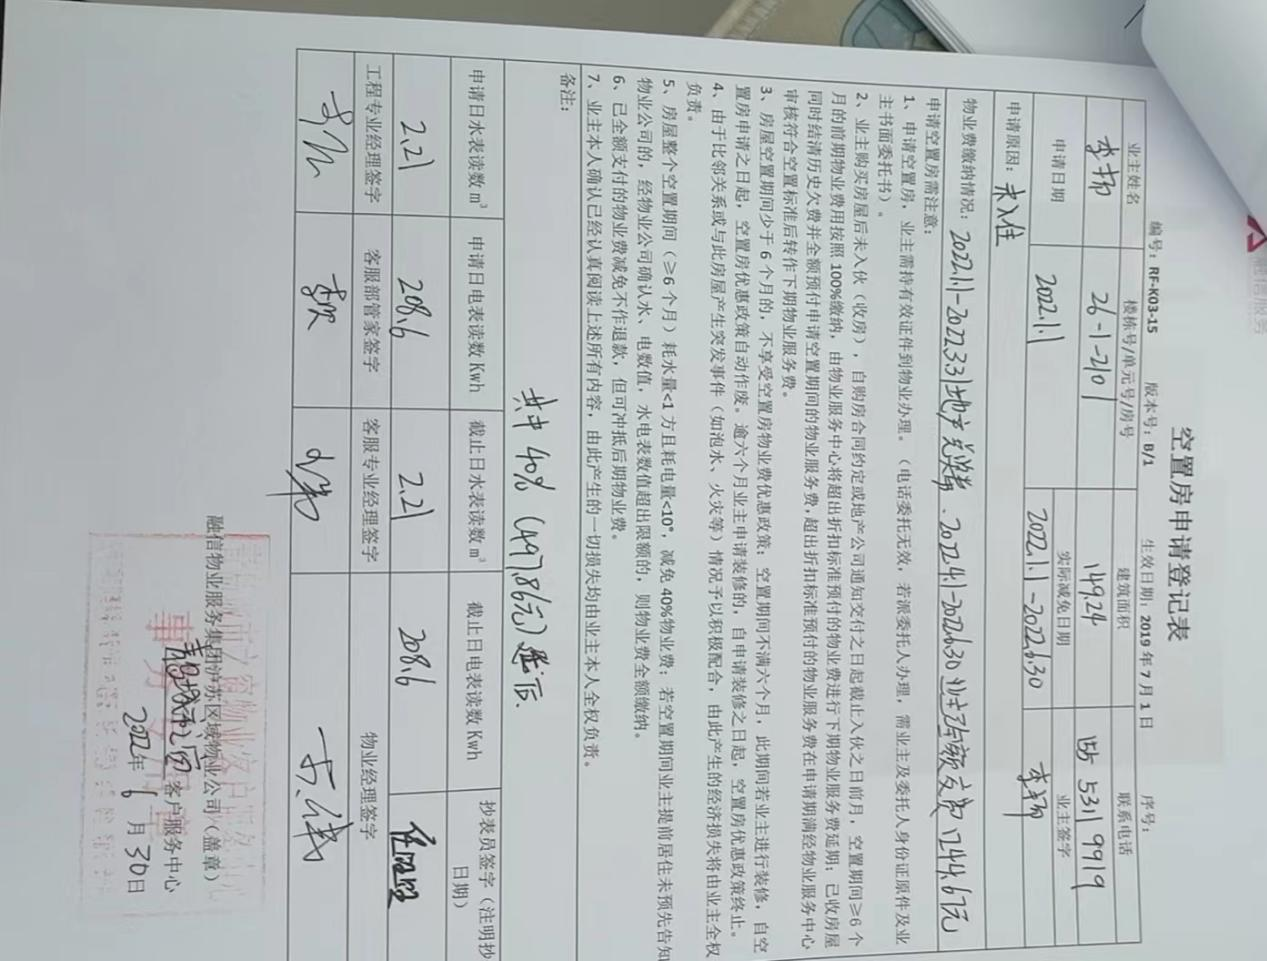 空置房申请登记表
编号：RF-K03-15 版本号：B/1 生效日期：2019年7月1日 序号：
业主姓名 楼栋号/单元号/房号 建筑面积 联系电话
李扬 26-1-2101 149.24 155 5311 9919
申请日期 实际减免日期 业主签字
2022.1.1 2022.1.1-2022.6.30 李扬
申请原因：未入住
物业费缴纳情况：2022.1.1-2022.3.31地产 2022.4.1-2022.6.30业主 1244.67元
申请空置房需注意：
1、申请空置房，业主需持有效证件到物业办理。（电话委托无效，若派委托人办理，需业主及委托人身份证原件及业
主书面委托书）。
2、业主购买房屋后未入伙（收房），自购房合同约定或地产公司通知交付之日起截止入伙之日前月，空置期间≥6个
月的前期物业费用按照100%缴纳，由物业服务中心将超出折扣标准预付的物业费进行下期物业服务费延期；已收房屋
同时结清历史欠费并全额预付申请空置期间的物业服务费，超出折扣标准预付的物业服务费在申请期满经物业服务中心
审核符合空置标准后转作下期物业服务费。
3、房屋空置期间少于6个月的，不享受空置房物业费优惠政策；空置期间不满六个月，此期间若业主进行装修，自空
置房申请之日起，空置房优惠政策自动作废。逾六个月业主申请装修的，自申请装修之日起，空置房优惠政策终止。
4、由于比邻关系或与此房屋产生突发事件（如泡水、火灾等）情况予以积极配合，由此产生的经济损失将由业主全权
负责。
5、房屋整个空置期间（≥6个月）耗水量<1方且耗电量<10°，减免40%物业费；若空置期间业主提前居住未预先告知
物业公司的，经物业公司确认水、电数值，水电表数值超出限额的，则物业费全额缴纳。
6、已全额支付的物业费减免不作退款，但可冲抵后期物业费。
7、业主本人确认已经认真阅读上述所有内容，由此产生的一切损失均由业主本人全权负责。
备注：
其中40%（497.86元）延后.
申请日水表读数m³ 申请日电表读数Kwh 截止日水表读数m³ 截止日电表读数Kwh 抄表员签字（注明抄
日期）
2.21 208.6 2.21 208.6
工程专业经理签字 客服部管家签字 客服专业经理签字 物业经理签字
融信物业服务集团沪苏区域物业公司（盖章）
客户服务中心
2022年6月30日